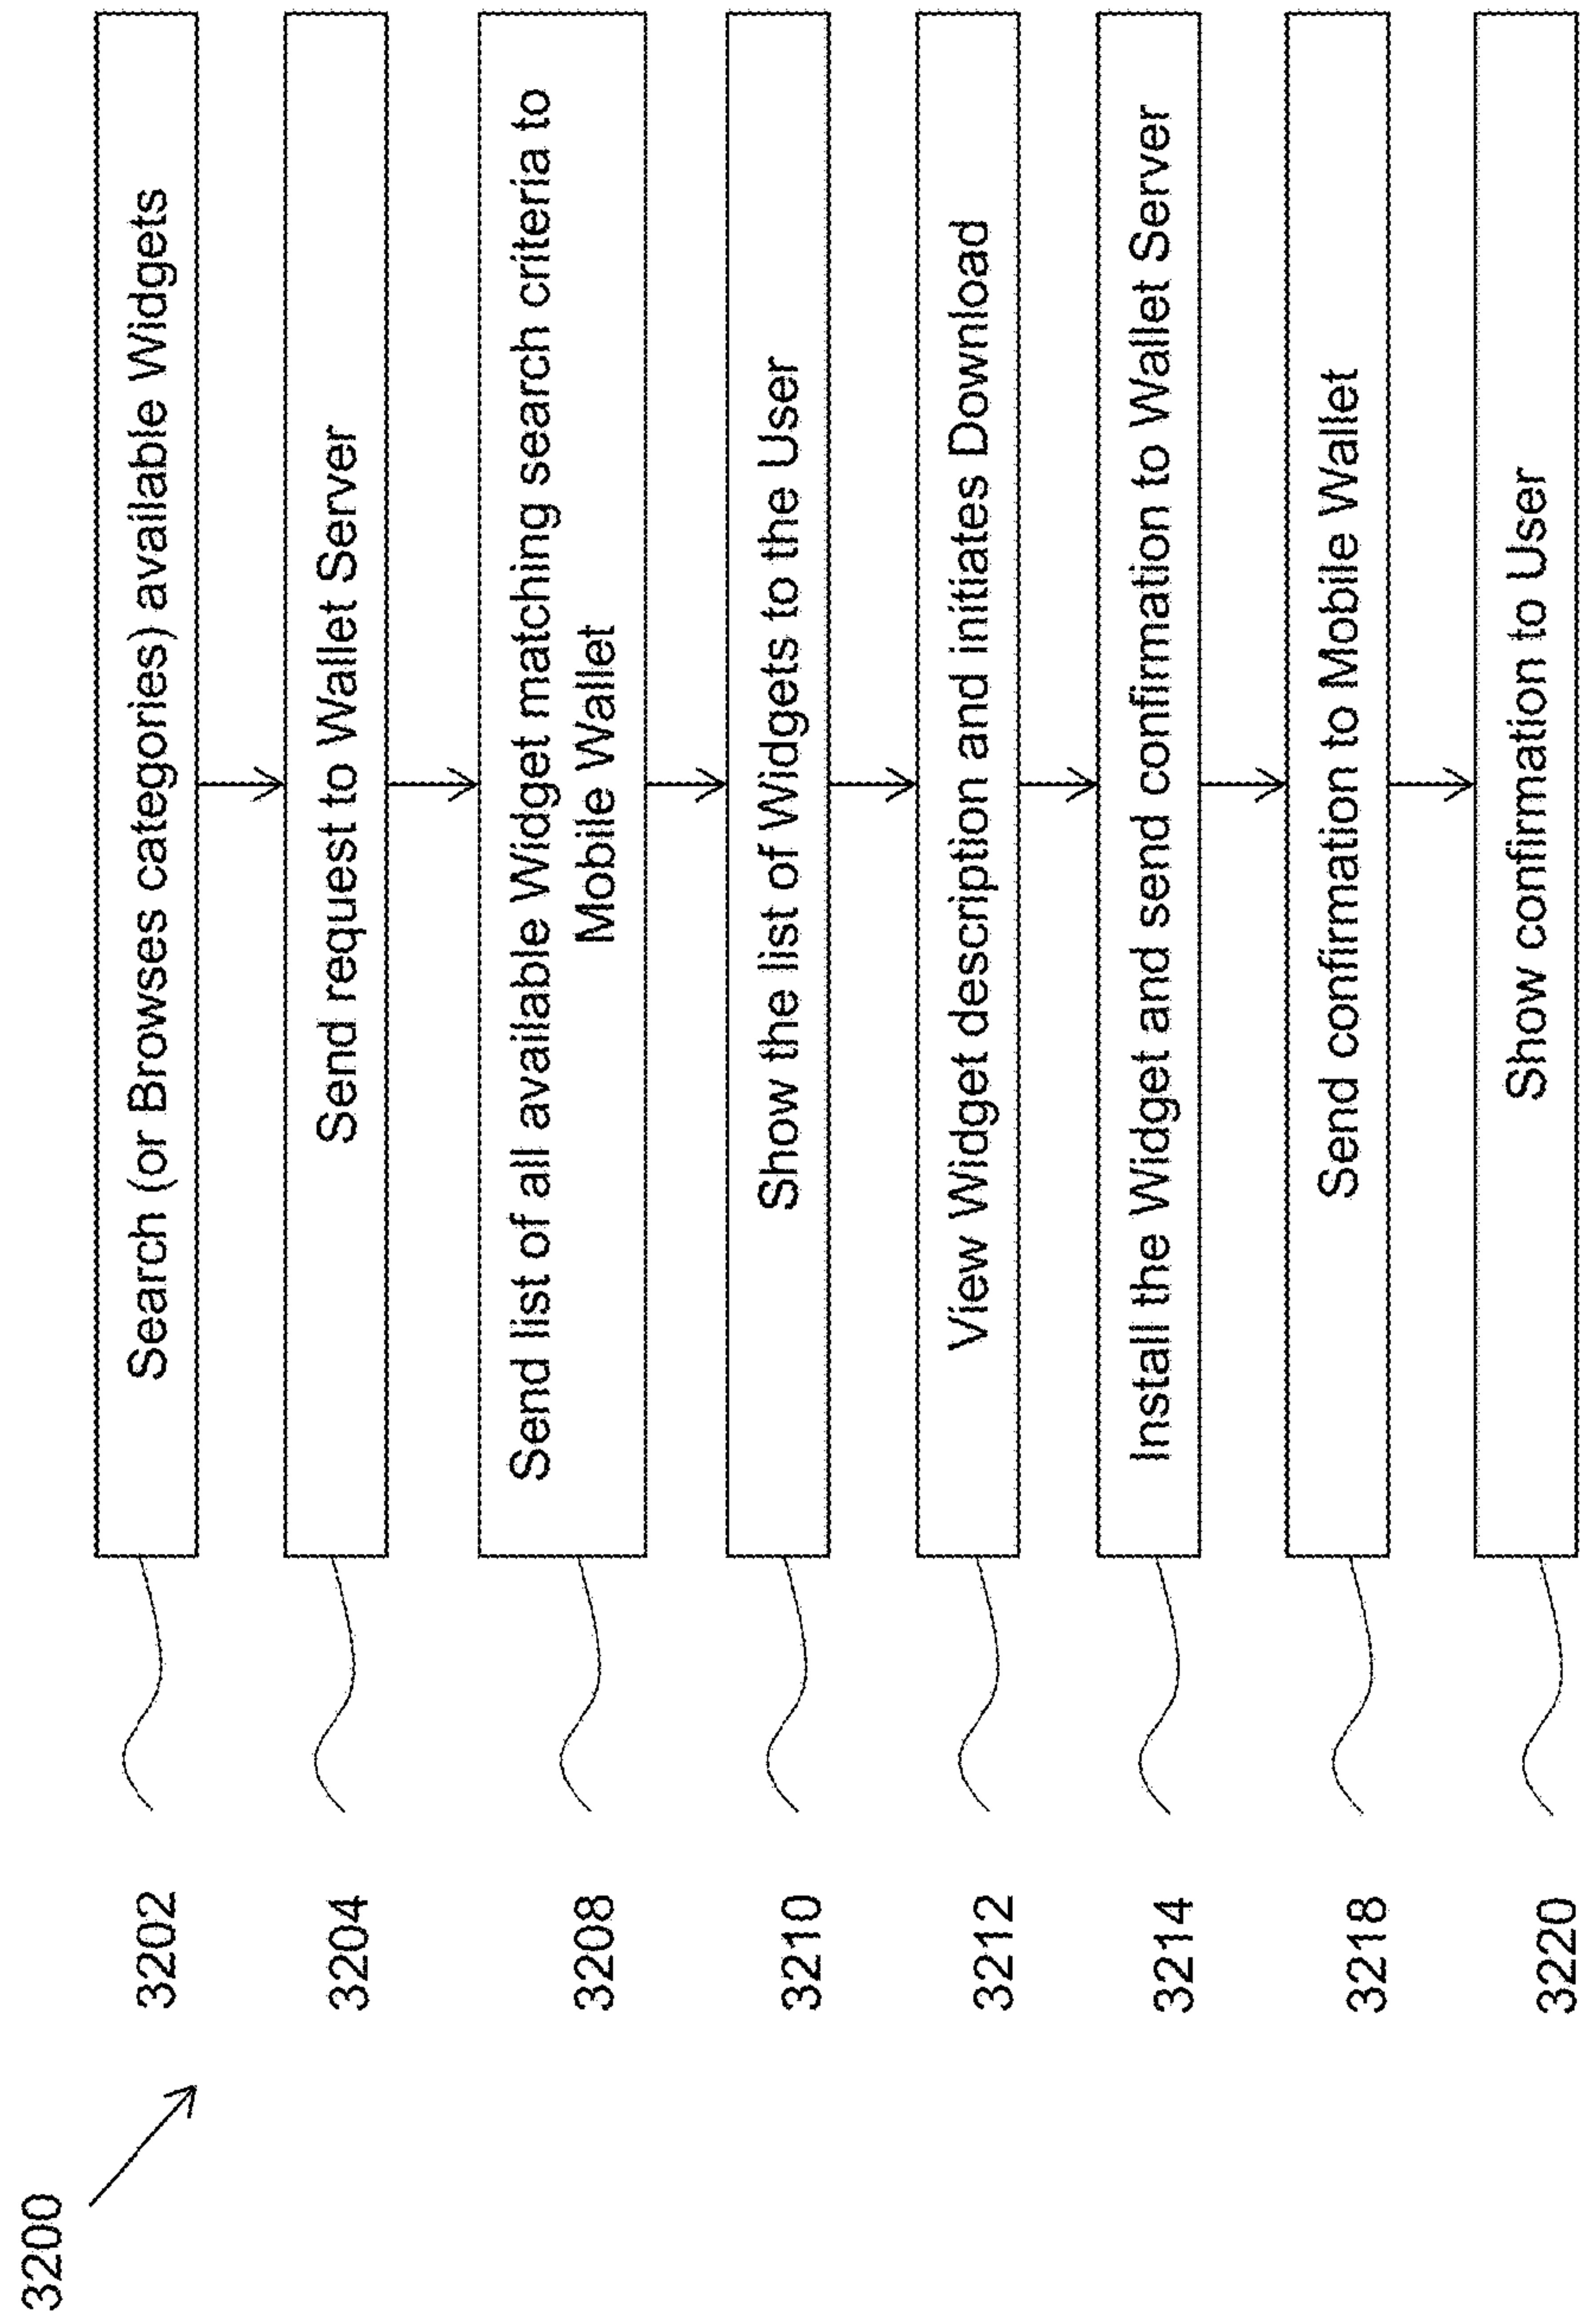 3200
3202
Search (or Browses categories) available Widgets
3204
Send request to Wallet Server
3208
Send list of all available Widget matching search criteria to
Mobile Wallet
3210
Show the list of Widgets to the User
3212
View Widget description and initiates Download
3214
Install the Widget and send confirmation to Wallet Server
3218
Send confirmation to Mobile Wallet
3220
Show confirmation to User